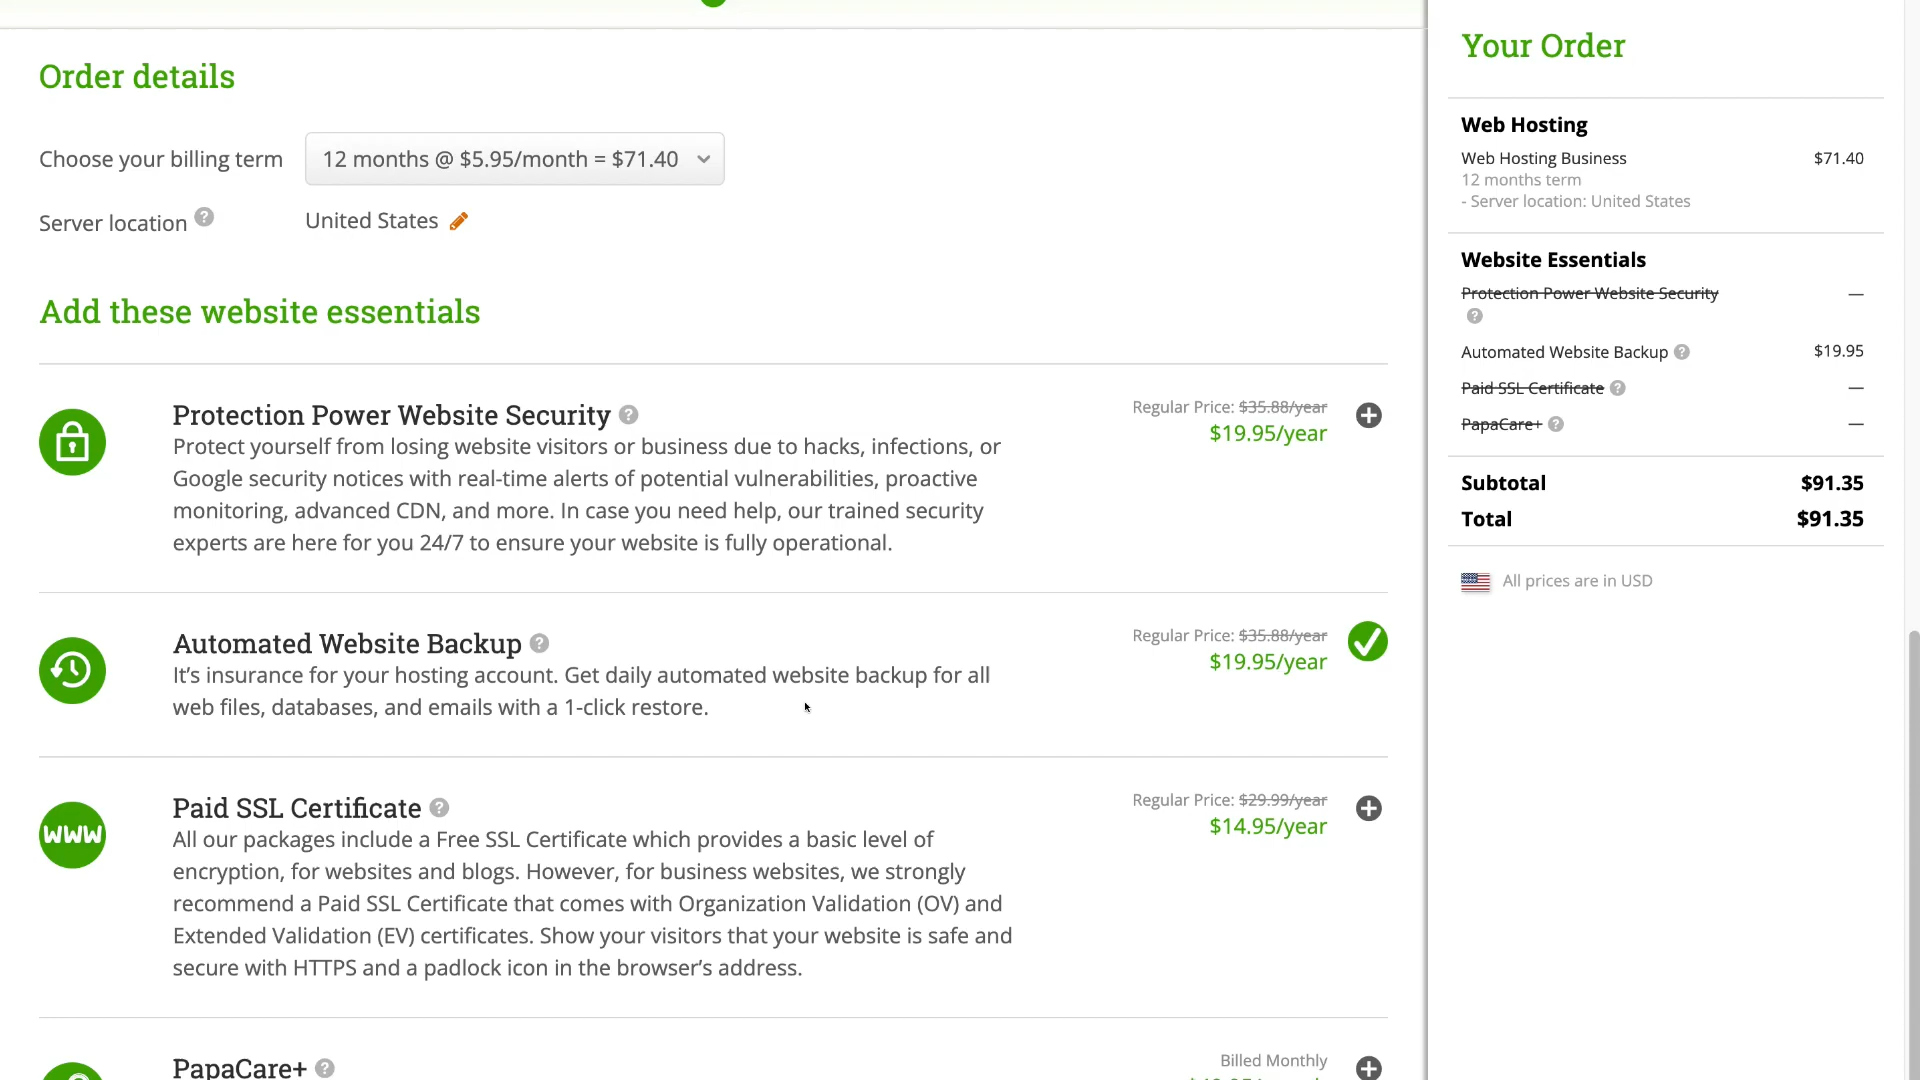 Order details
Choose your billing term
12 months @ $5.95/month = $71.40
Server location ?
United States
Add these website essentials
Protection Power Website Security ?
Regular Price: $35.88/year
$19.95/year
Protect yourself from losing website visitors or business due to hacks, infections, or
Google security notices with real-time alerts of potential vulnerabilities, proactive
monitoring, advanced CDN, and more. In case you need help, our trained security
experts are here for you 24/7 to ensure your website is fully operational.
Automated Website Backup ?
Regular Price: $35.88/year
$19.95/year
It’s insurance for your hosting account. Get daily automated website backup for all
web files, databases, and emails with a 1-click restore.
WWW
Paid SSL Certificate ?
Regular Price: $29.99/year
$14.95/year
All our packages include a Free SSL Certificate which provides a basic level of
encryption, for websites and blogs. However, for business websites, we strongly
recommend a Paid SSL Certificate that comes with Organization Validation (OV) and
Extended Validation (EV) certificates. Show your visitors that your website is safe and
secure with HTTPS and a padlock icon in the browser’s address.
PapaCare+ ?
Billed Monthly
Your Order
Web Hosting
Web Hosting Business $71.40
12 months term
- Server location: United States
Website Essentials
Protection Power Website Security —
?
Automated Website Backup ? $19.95
Paid SSL Certificate ? —
PapaCare+ ? —
Subtotal $91.35
Total $91.35
All prices are in USD